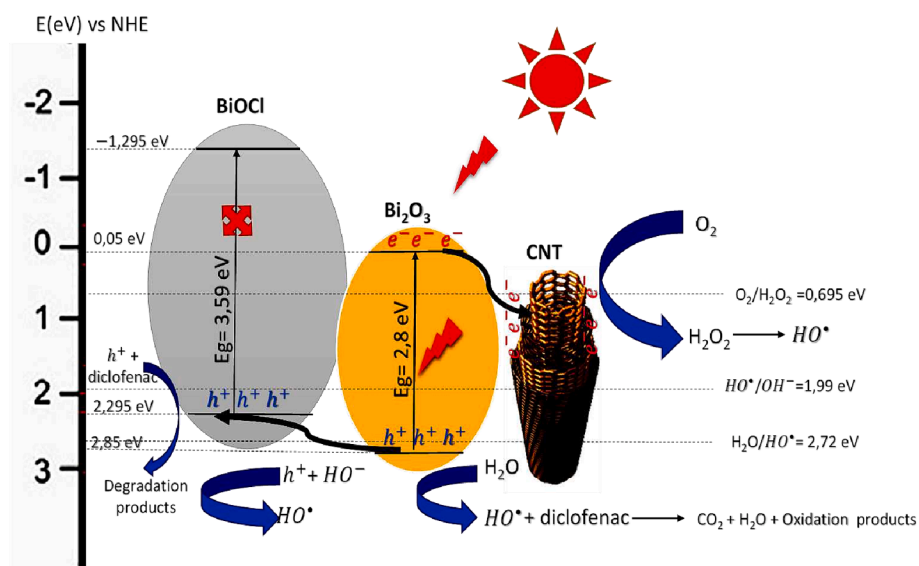 E(eV) vs NHE
-2
-1
0
1
2
3
−1,295 eV
0,05 eV
2,295 eV
2,85 eV
BiOCl
Eg= 3,59 eV
h⁺ h⁺ h⁺
Bi₂O₃
e⁻ e⁻ e⁻
Eg= 2,8 eV
h⁺ h⁺ h⁺
CNT
e⁻ e⁻ e⁻
e⁻ e⁻
O₂
O₂/H₂O₂ =0,695 eV
H₂O₂ HO•
HO•/OH⁻=1,99 eV
H₂O/HO•= 2,72 eV
h⁺ +
diclofenac
Degradation
products
h⁺+ HO⁻
HO•
H₂O
HO• + diclofenac
CO₂ + H₂O + Oxidation products